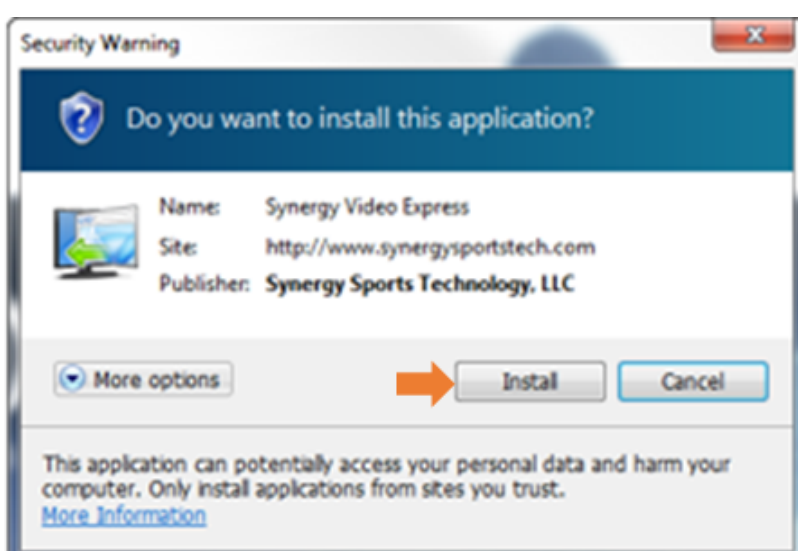 Security Warning
Do you want to install this application?
Name: Synergy Video Express
Site: http://www.synergysportstech.com
Publisher: Synergy Sports Technology, LLC
More options Install Cancel
This application can potentially access your personal data and harm your
computer. Only install applications from sites you trust.
More Information